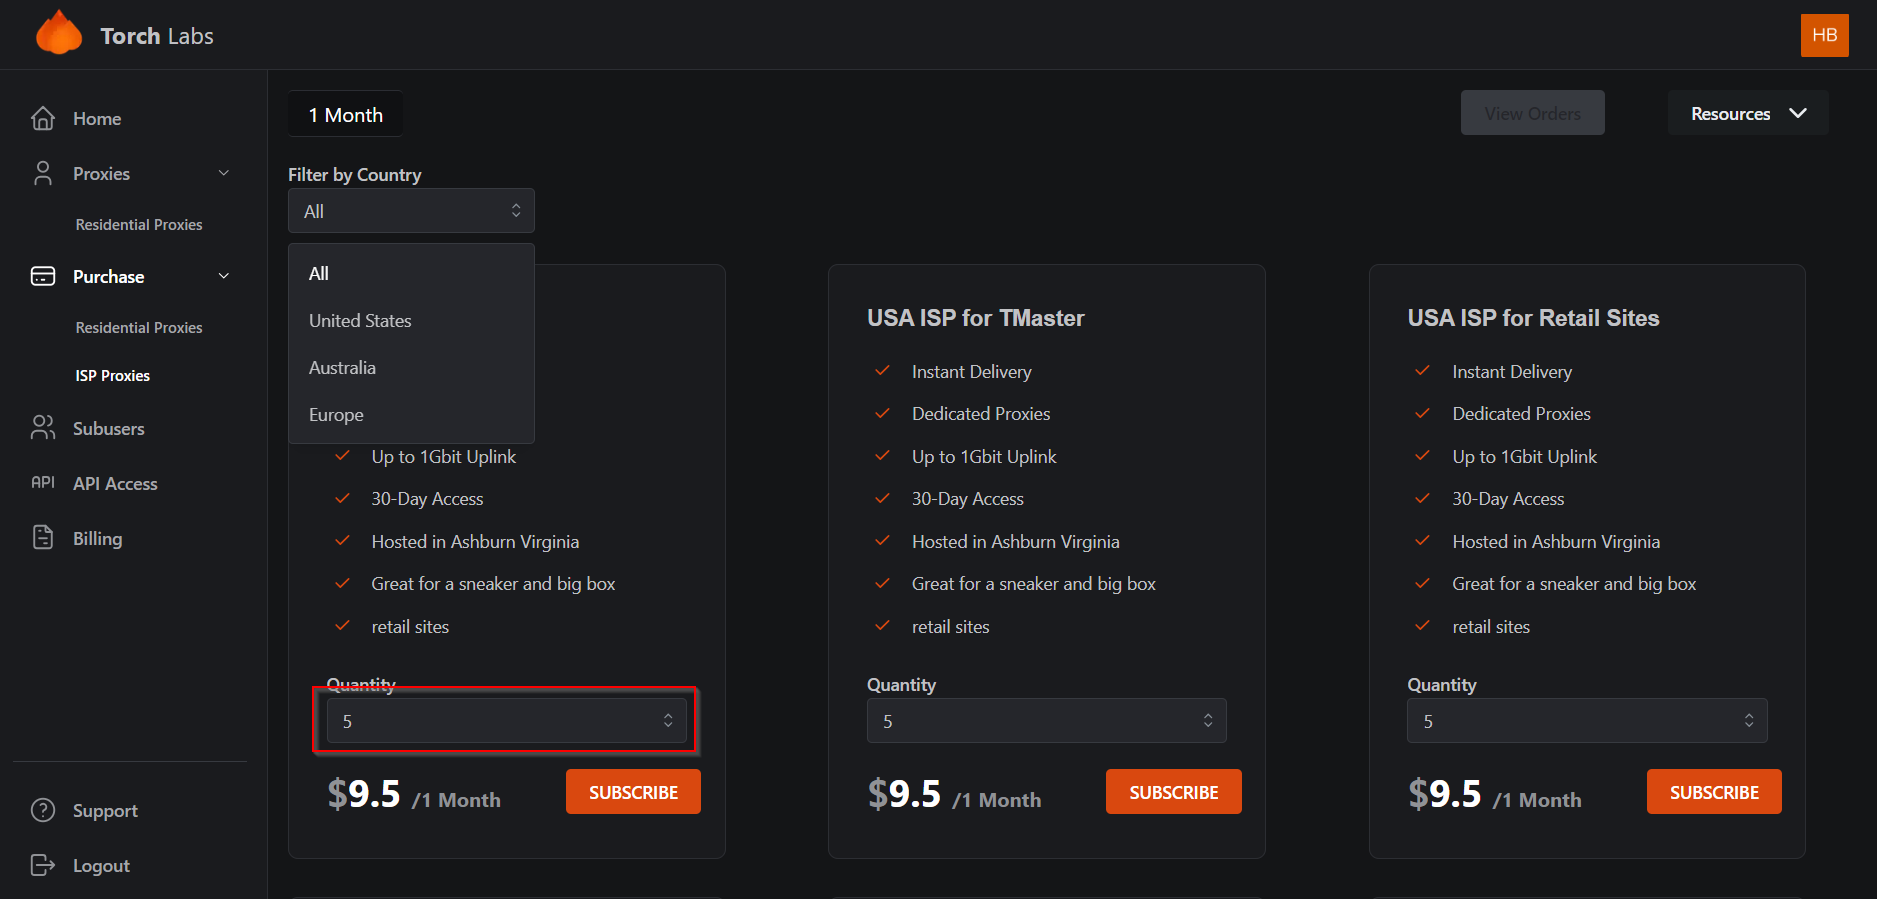 Torch Labs
HB
Home
Proxies
Residential Proxies
Purchase
Residential Proxies
ISP Proxies
Subusers
API API Access
Billing
Support
Logout
1 Month
View Orders
Resources
Filter by Country
All
All
United States
Australia
Europe
Up to 1Gbit Uplink
30-Day Access
Hosted in Ashburn Virginia
Great for a sneaker and big box
retail sites
Quantity
5
$9.5 /1 Month
SUBSCRIBE
USA ISP for TMaster
Instant Delivery
Dedicated Proxies
Up to 1Gbit Uplink
30-Day Access
Hosted in Ashburn Virginia
Great for a sneaker and big box
retail sites
Quantity
5
$9.5 /1 Month
SUBSCRIBE
USA ISP for Retail Sites
Instant Delivery
Dedicated Proxies
Up to 1Gbit Uplink
30-Day Access
Hosted in Ashburn Virginia
Great for a sneaker and big box
retail sites
Quantity
5
$9.5 /1 Month
SUBSCRIBE